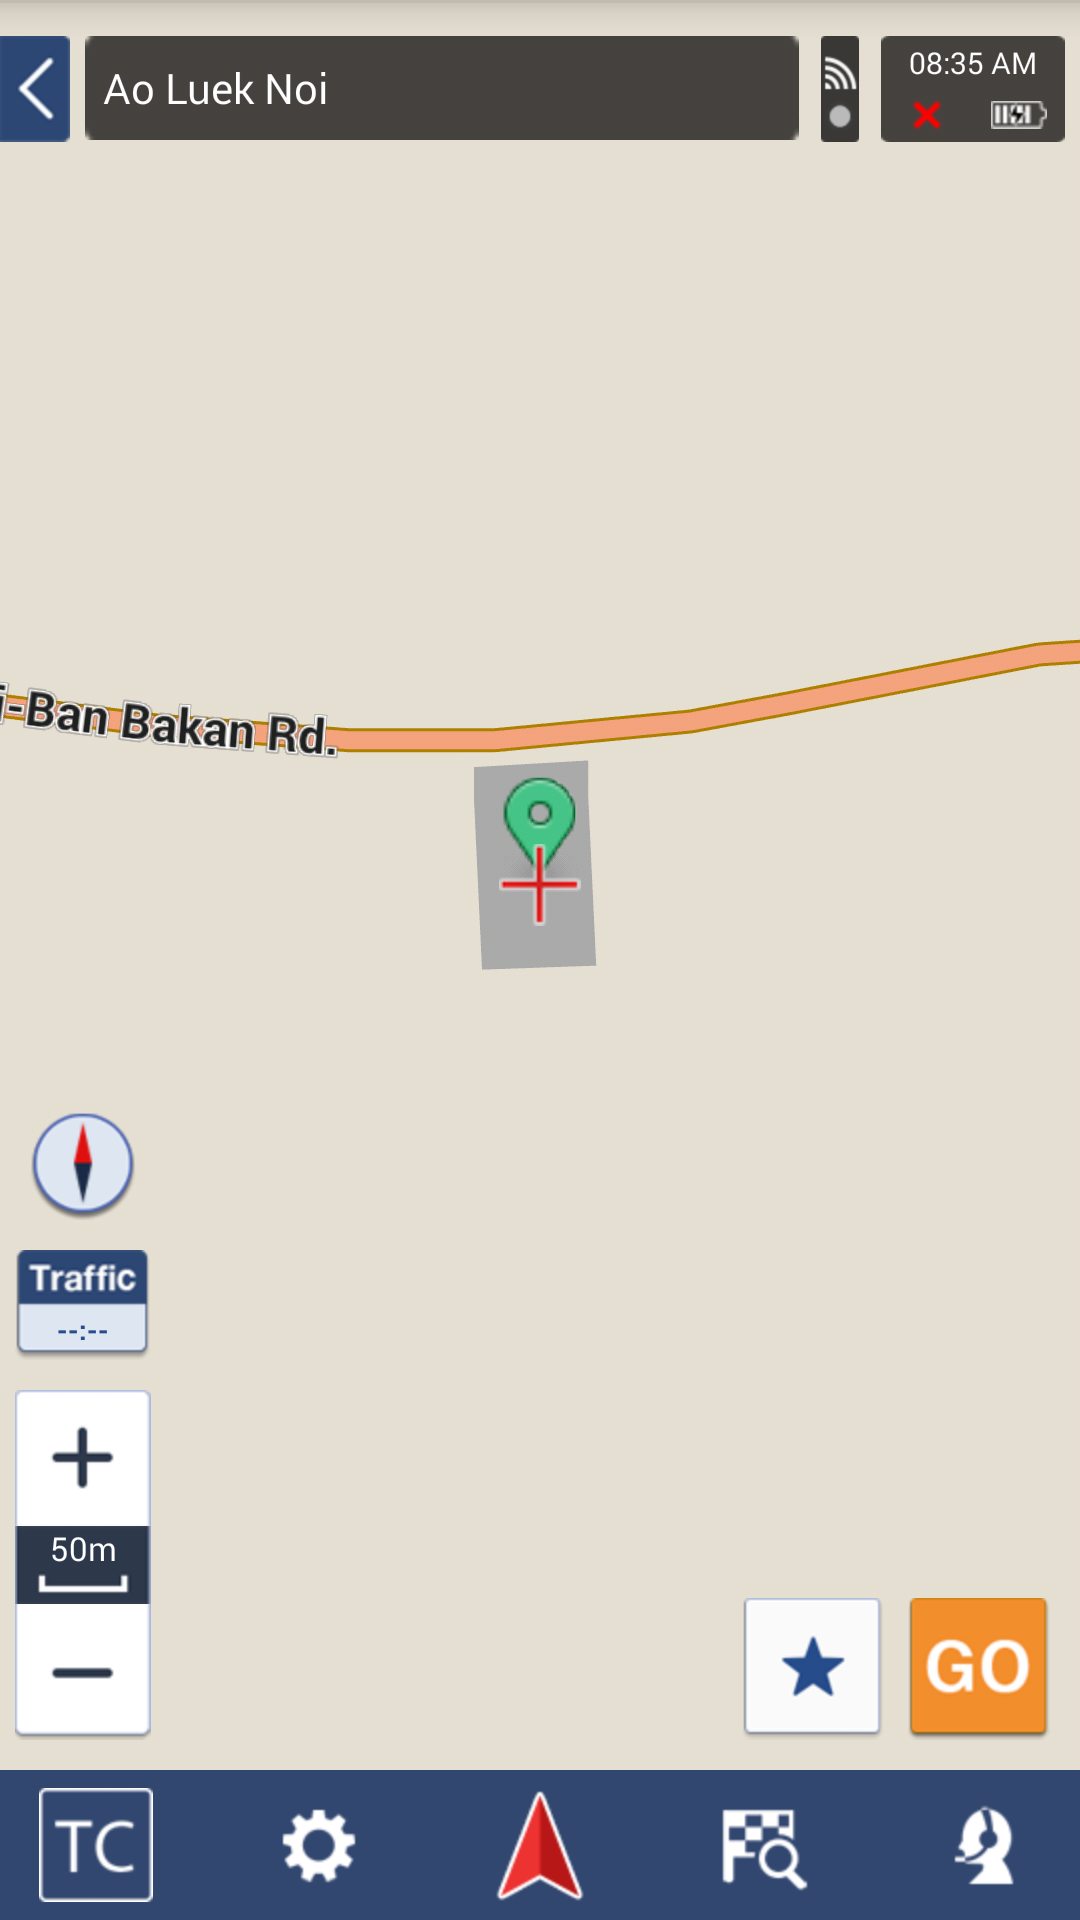 Ao Luek Noi
08:35 AM
i-Ban Bakan Rd.
Traffic
--:--
50m
GO
TC